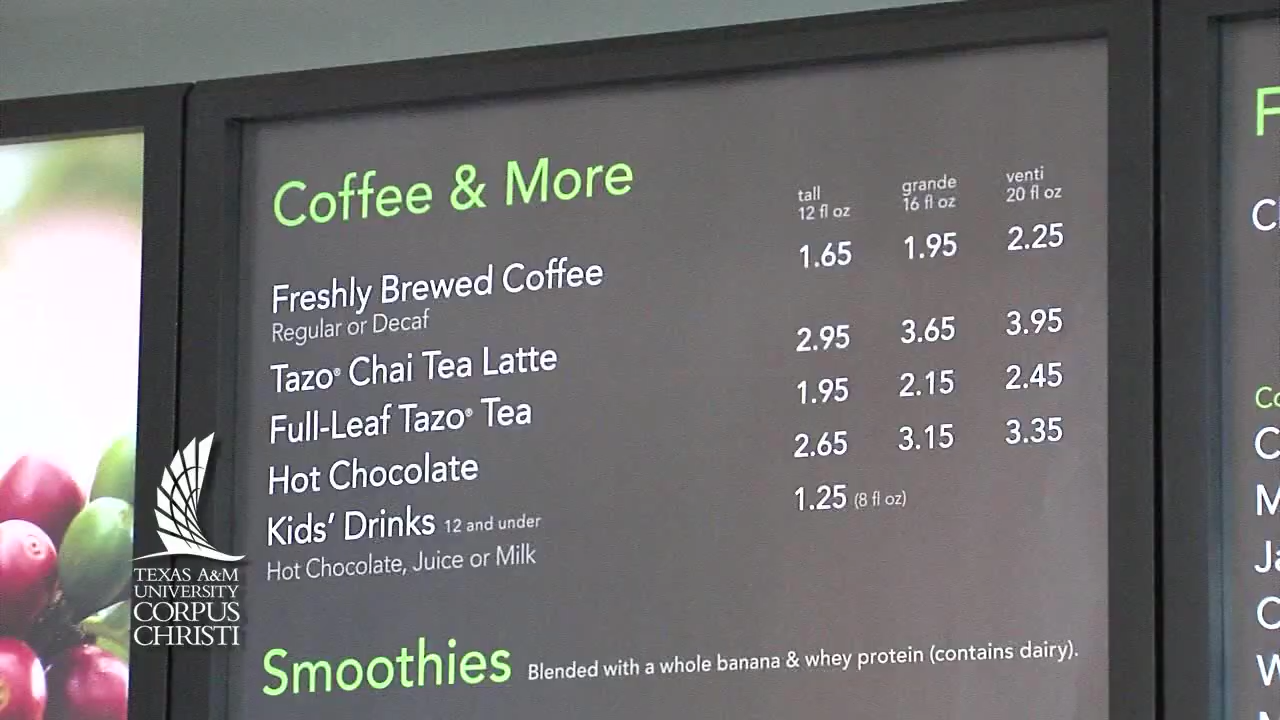 Coffee & More
tall grande venti
12 fl oz 16 fl oz 20 fl oz
Freshly Brewed Coffee 1.65 1.95 2.25
Regular or Decaf
Tazo® Chai Tea Latte 2.95 3.65 3.95
Full-Leaf Tazo® Tea 1.95 2.15 2.45
Hot Chocolate 2.65 3.15 3.35
Kids' Drinks 12 and under 1.25 (8 fl oz)
Hot Chocolate, Juice or Milk
Smoothies Blended with a whole banana & whey protein (contains dairy).
TEXAS A&M
UNIVERSITY
CORPUS
CHRISTI